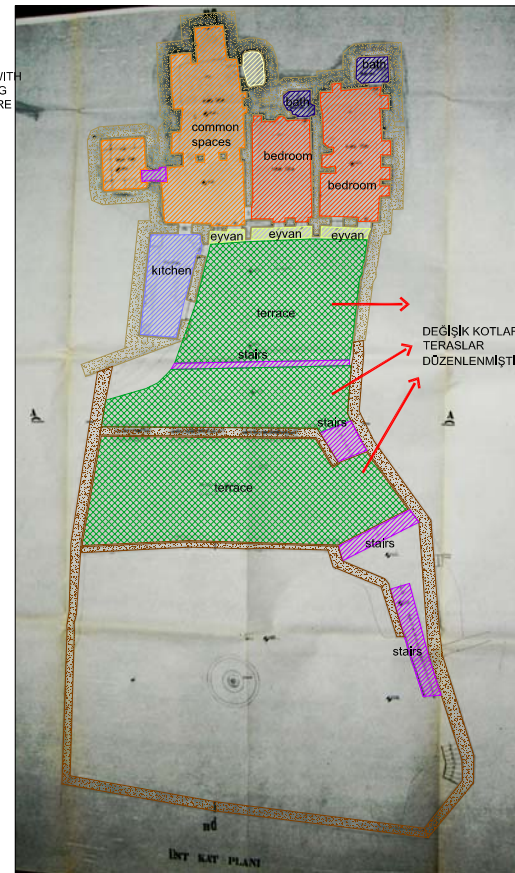 WITH
G
RE
bath
bath
common
spaces
bedroom
bedroom
eyvan
eyvan
eyvan
kitchen
terrace
DEĞİŞİK KOTLAR
TERASLAR
DÜZENLENMİŞTİ
stairs
stairs
A
A
terrace
stairs
stairs
B
ÜST KAT PLANI